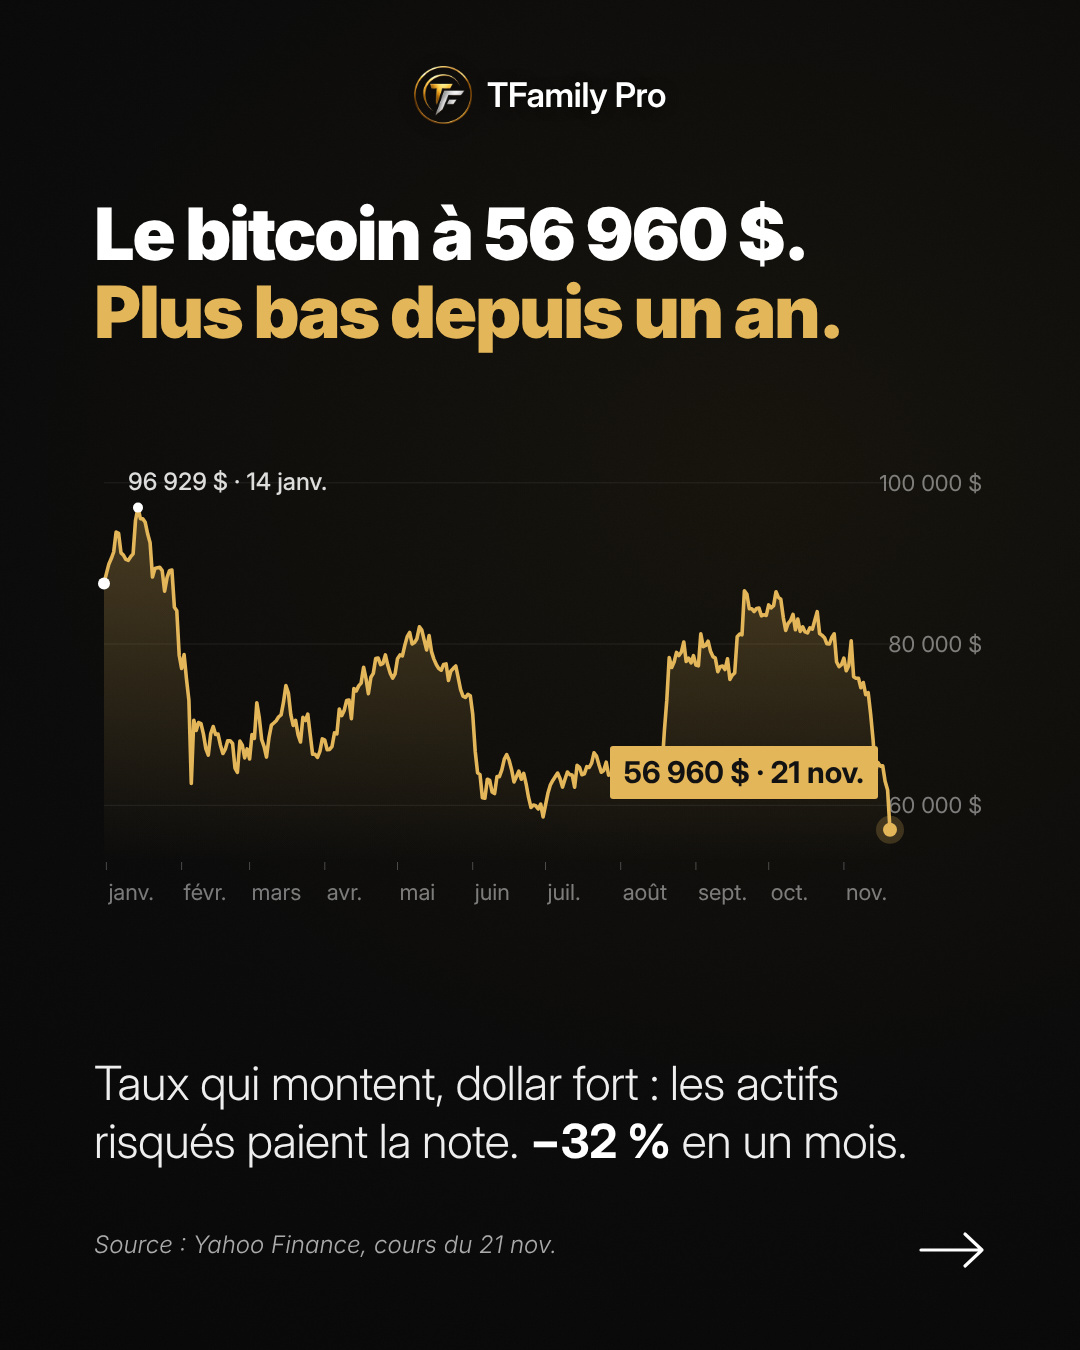 TFamily Pro
Le bitcoin à 56 960 $.
Plus bas depuis un an.
96 929 $ · 14 janv.
100 000 $
80 000 $
56 960 $ · 21 nov.
60 000 $
janv. févr. mars avr. mai juin juil. août sept. oct. nov.
Taux qui montent, dollar fort : les actifs
risqués paient la note. –32 % en un mois.
Source : Yahoo Finance, cours du 21 nov.